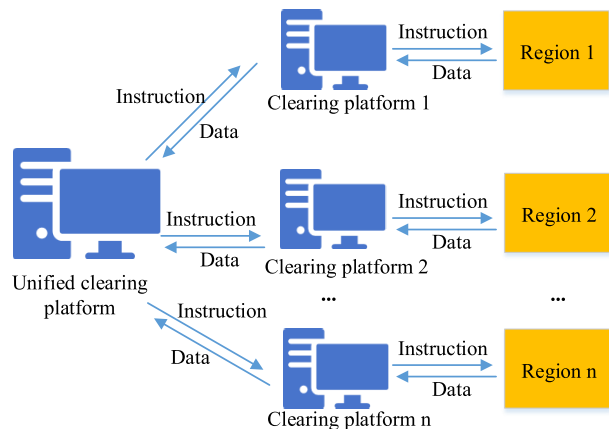 Instruction
Data
Region 1
Clearing platform 1
Instruction
Data
Instruction
Data
Region 2
Clearing platform 2
Instruction
Data
Unified clearing
platform
...
...
Instruction
Data
Instruction
Data
Region n
Clearing platform n